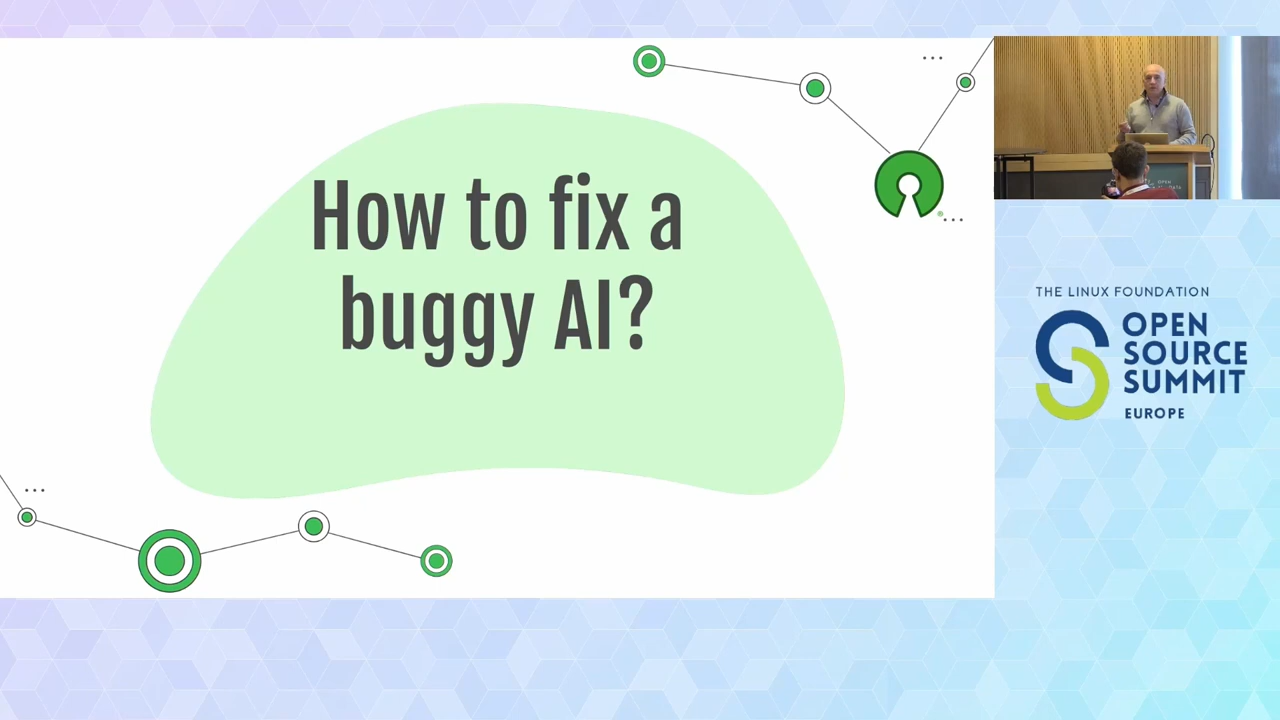 How to fix a
buggy AI?
THE LINUX FOUNDATION
OPEN
SOURCE
SUMMIT
EUROPE